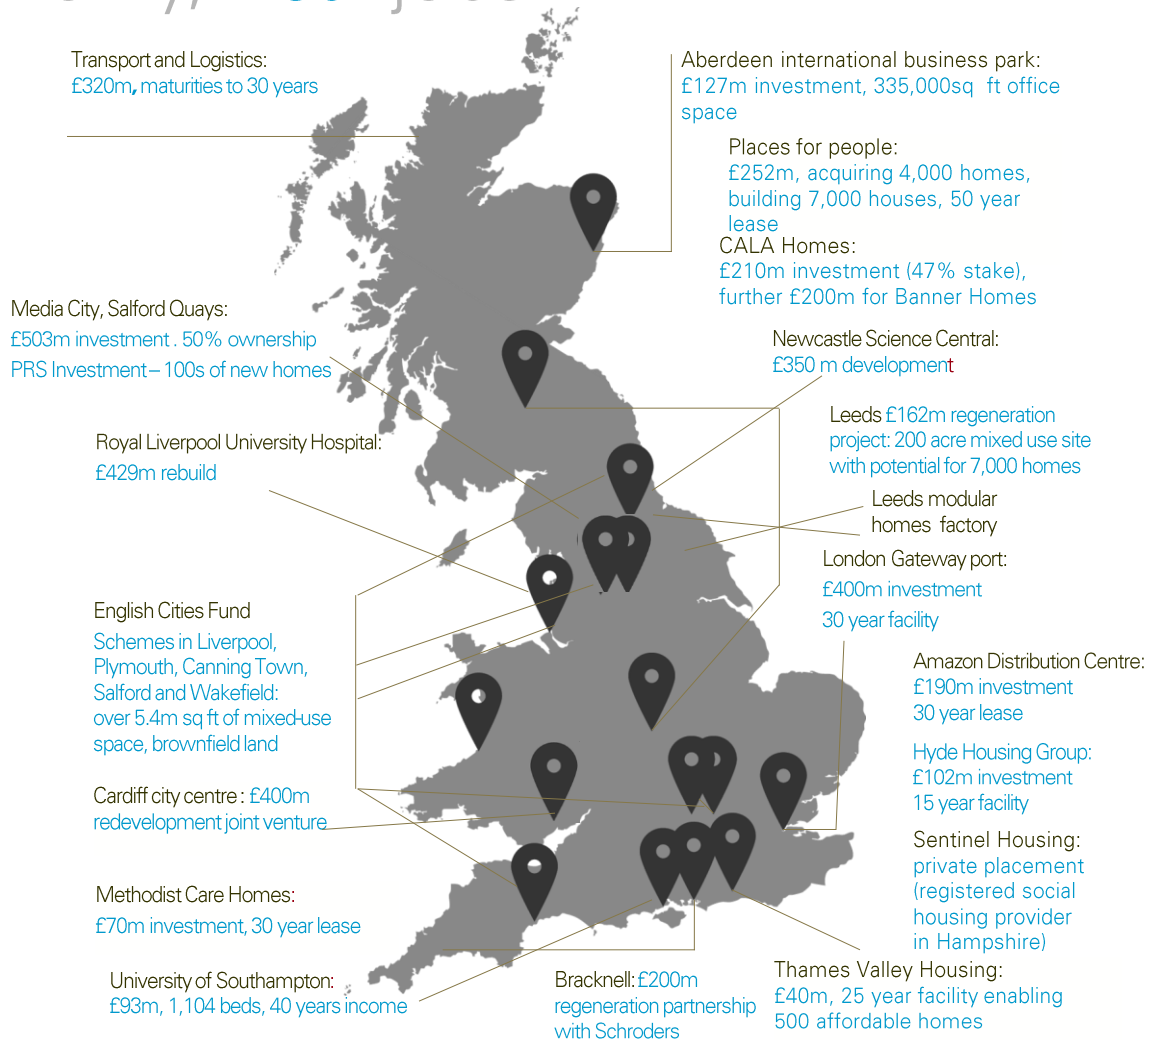 Transport and Logistics:
£320m, maturities to 30 years
Aberdeen international business park:
£127m investment, 335,000sq ft office
space
Places for people:
£252m, acquiring 4,000 homes,
building 7,000 houses, 50 year
lease
CALA Homes:
£210m investment (47% stake),
further £200m for Banner Homes
Media City, Salford Quays:
£503m investment . 50% ownership
PRS Investment – 100s of new homes
Newcastle Science Central:
£350 m development
Leeds £162m regeneration
project: 200 acre mixed use site
with potential for 7,000 homes
Royal Liverpool University Hospital:
£429m rebuild
Leeds modular
homes factory
London Gateway port:
£400m investment
30 year facility
English Cities Fund
Schemes in Liverpool,
Plymouth, Canning Town,
Salford and Wakefield:
over 5.4m sq ft of mixed-use
space, brownfield land
Amazon Distribution Centre:
£190m investment
30 year lease
Hyde Housing Group:
£102m investment
15 year facility
Cardiff city centre : £400m
redevelopment joint venture
Sentinel Housing:
private placement
(registered social
housing provider
in Hampshire)
Methodist Care Homes:
£70m investment, 30 year lease
University of Southampton:
£93m, 1,104 beds, 40 years income
Bracknell: £200m
regeneration partnership
with Schroders
Thames Valley Housing:
£40m, 25 year facility enabling
500 affordable homes